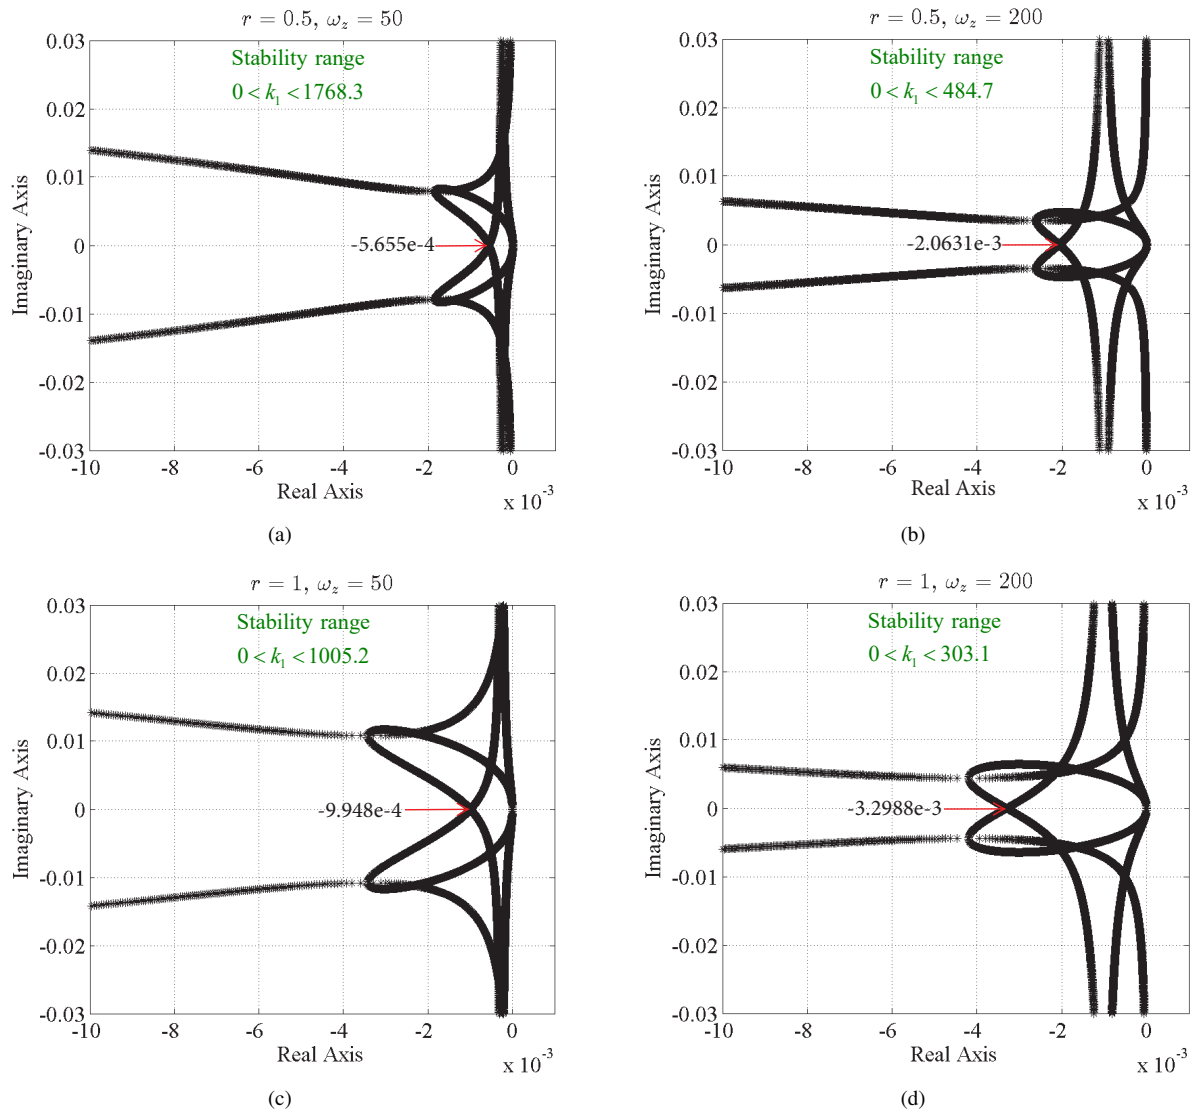 r = 0.5, ω_z = 50
0.03
Stability range
0 < k₁ < 1768.3
0.02
0.01
0
-5.655e-4
-0.01
-0.02
-0.03
Imaginary Axis
-10 -8 -6 -4 -2 0
Real Axis
x 10⁻³
(a)
r = 0.5, ω_z = 200
0.03
Stability range
0 < k₁ < 484.7
0.02
0.01
0
-2.0631e-3
-0.01
-0.02
-0.03
Imaginary Axis
-10 -8 -6 -4 -2 0
Real Axis
x 10⁻³
(b)
r = 1, ω_z = 50
0.03
Stability range
0 < k₁ < 1005.2
0.02
0.01
0
-9.948e-4
-0.01
-0.02
-0.03
Imaginary Axis
-10 -8 -6 -4 -2 0
Real Axis
x 10⁻³
(c)
r = 1, ω_z = 200
0.03
Stability range
0 < k₁ < 303.1
0.02
0.01
0
-3.2988e-3
-0.01
-0.02
-0.03
Imaginary Axis
-10 -8 -6 -4 -2 0
Real Axis
x 10⁻³
(d)